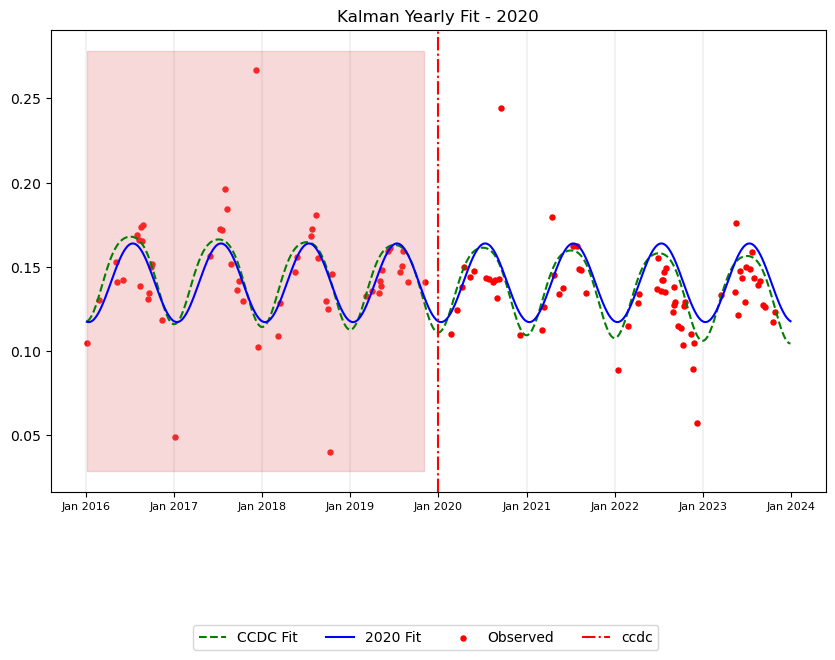 Kalman Yearly Fit - 2020
0.25
0.20
0.15
0.10
0.05
Jan 2016 Jan 2017 Jan 2018 Jan 2019 Jan 2020 Jan 2021 Jan 2022 Jan 2023 Jan 2024
CCDC Fit 2020 Fit Observed ccdc